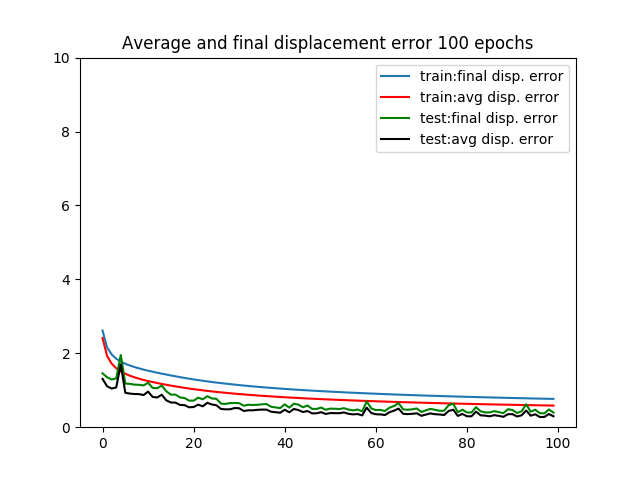 Average and final displacement error 100 epochs
10
8
6
4
2
0
train:final disp. error
train:avg disp. error
test:final disp. error
test:avg disp. error
0 20 40 60 80 100